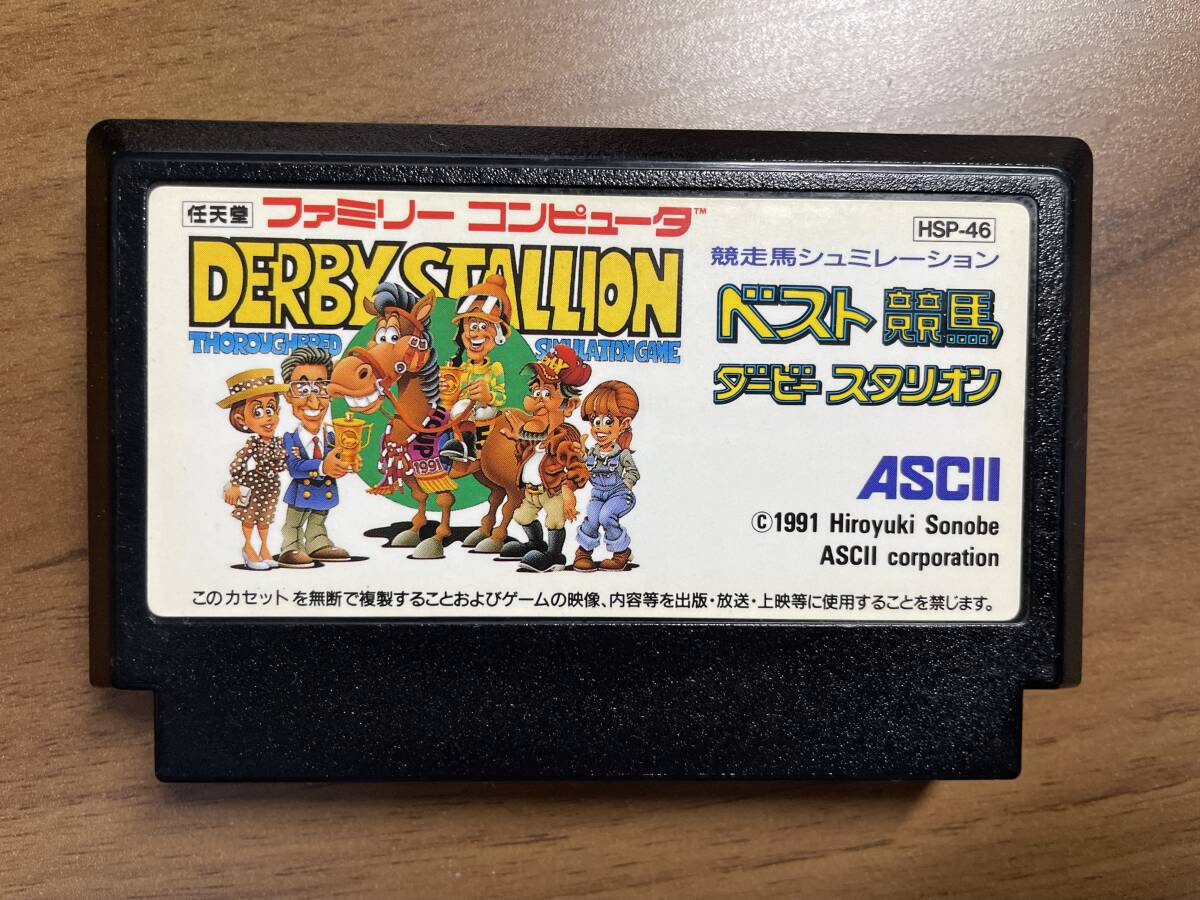 任天堂 ファミリー コンピュータ™
HSP-46
DERBY STALLION
THOROUGHBRED SIMULATION GAME
競走馬シュミレーション
ベスト 競馬
ダービー スタリオン
UP
1991
ASCII
©1991 Hiroyuki Sonobe
ASCII corporation
このカセットを無断で複製することおよびゲームの映像、内容等を出版・放送・上映等に使用することを禁じます。